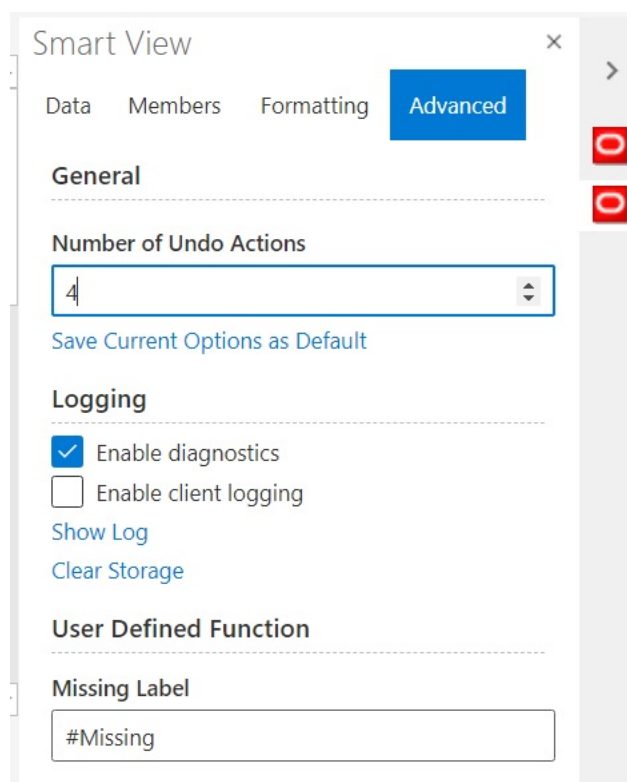 Smart View
Data Members Formatting Advanced
General
Number of Undo Actions
4
Save Current Options as Default
Logging
Enable diagnostics
Enable client logging
Show Log
Clear Storage
User Defined Function
Missing Label
#Missing